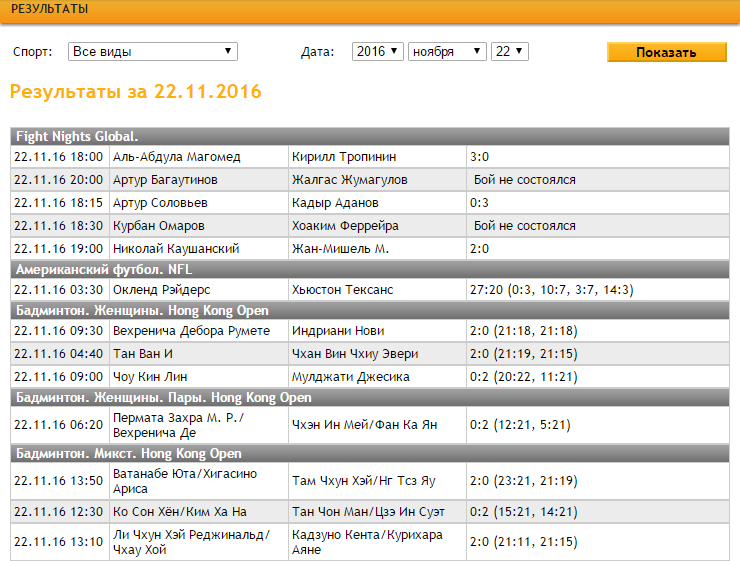 РЕЗУЛЬТАТЫ
Спорт: Все виды Дата: 2016 ноября 22 Показать
Результаты за 22.11.2016
Fight Nights Global.
22.11.16 18:00 Аль-Абдула Магомед Кирилл Тропинин 3:0
22.11.16 20:00 Артур Багаутинов Жалгас Жумагулов Бой не состоялся
22.11.16 18:15 Артур Соловьев Кадыр Аданов 0:3
22.11.16 18:30 Курбан Омаров Хоаким Феррейра Бой не состоялся
22.11.16 19:00 Николай Каушанский Жан-Мишель М. 2:0
Американский футбол. NFL
22.11.16 03:30 Окленд Рэйдерс Хьюстон Тексанс 27:20 (0:3, 10:7, 3:7, 14:3)
Бадминтон. Женщины. Hong Kong Open
22.11.16 09:30 Вехренича Дебора Румете Индриани Нови 2:0 (21:18, 21:18)
22.11.16 04:40 Тан Ван И Чхан Вин Чхиу Эвери 2:0 (21:19, 21:15)
22.11.16 09:00 Чоу Кин Лин Мулджати Джесика 0:2 (20:22, 11:21)
Бадминтон. Женщины. Пары. Hong Kong Open
22.11.16 06:20 Пермата Захра М. Р./
Вехренича Де Чхэн Ин Мей/Фан Ка Ян 0:2 (12:21, 5:21)
Бадминтон. Микст. Hong Kong Open
22.11.16 13:50 Ватанабе Юта/Хигасино
Ариса Там Чхун Хэй/Нг Тсз Яу 2:0 (23:21, 21:19)
22.11.16 12:30 Ко Сон Хён/Ким Ха На Тан Чон Ман/Цзэ Ин Суэт 0:2 (15:21, 14:21)
22.11.16 13:10 Ли Чхун Хэй Реджинальд/
Чхау Хой Кадзуно Кента/Курихара
Аяне 2:0 (21:11, 21:15)